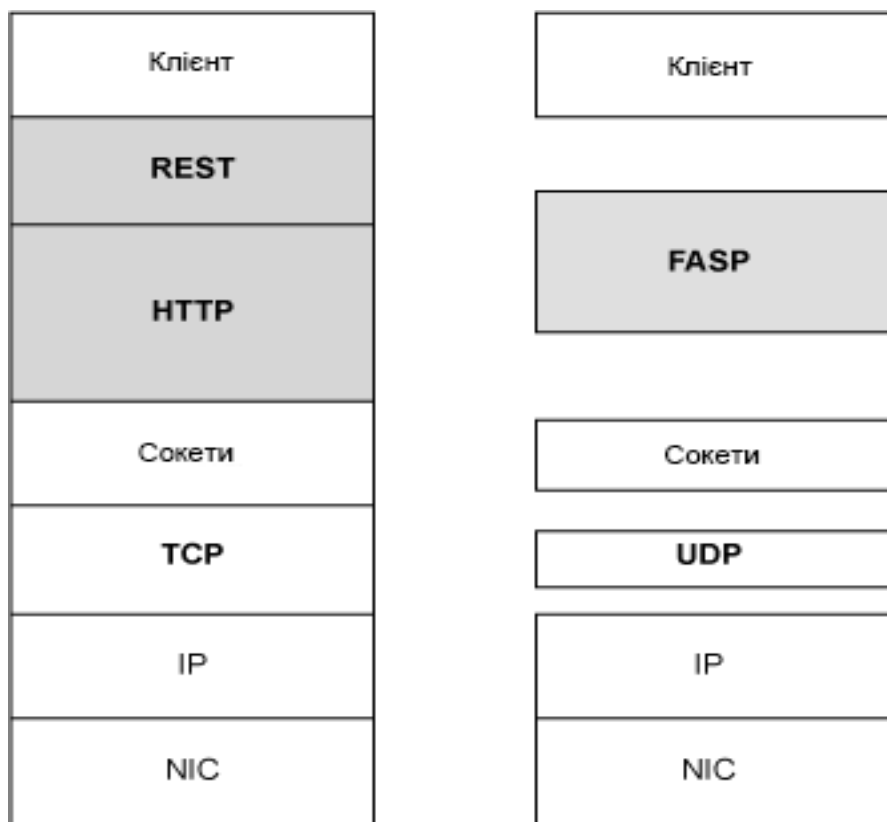 Клієнт
REST
HTTP
Сокети
TCP
IP
NIC
Клієнт
FASP
Сокети
UDP
IP
NIC